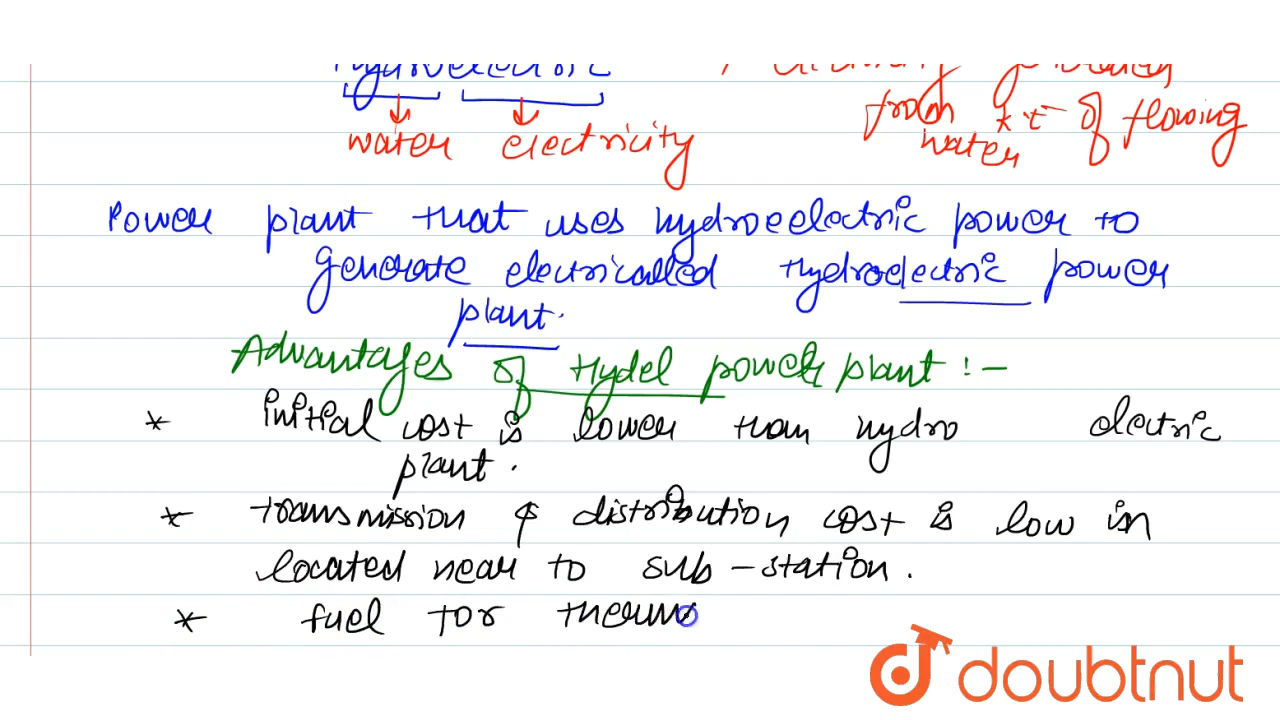 from k.E of flowing
water electricity water
Power plant that uses hydroelectric power to
generate electricalled Hydroelectric power
plant.
Advantages of Hydel power plant :-
* initial cost is lower than hydro electric
plant.
* transmission & distribution cost is low in
located near to sub-station.
* fuel for thermo
doubtnut